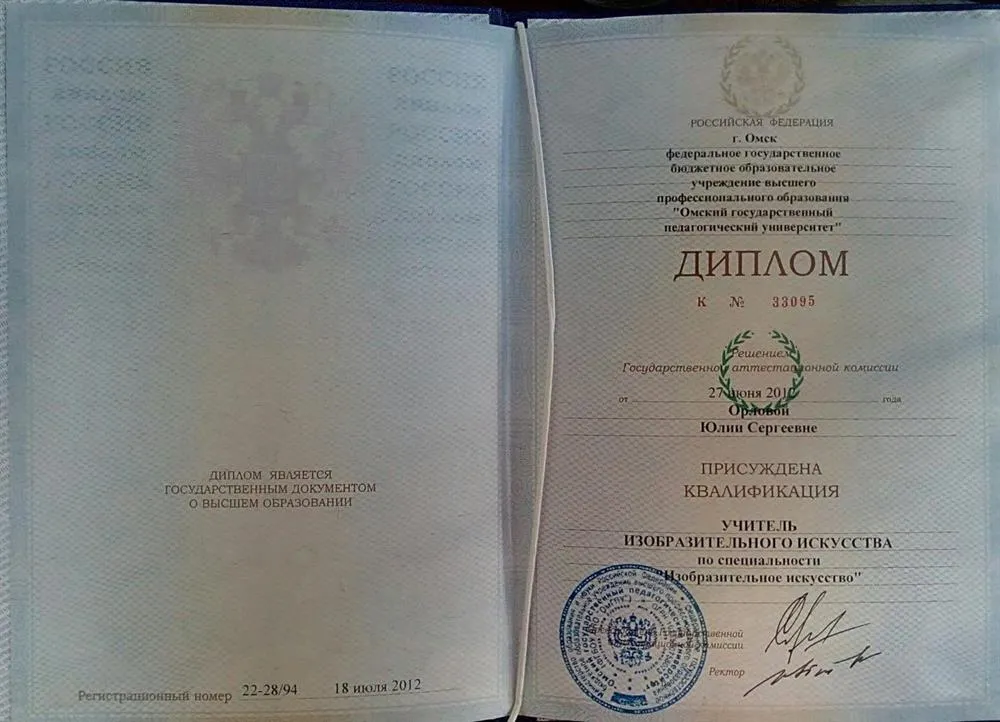 ДИПЛОМ ЯВЛЯЕТСЯ
ГОСУДАРСТВЕННЫМ ДОКУМЕНТОМ
О ВЫСШЕМ ОБРАЗОВАНИИ
Регистрационный номер 22-28/94 18 июля 2012
РОССИЙСКАЯ ФЕДЕРАЦИЯ
г. Омск
федеральное государственное
бюджетное образовательное
учреждение высшего
профессионального образования
"Омский государственный
педагогический университет"
ДИПЛОМ
К № 33095
Решением
Государственной аттестационной комиссии
от 27 июня 2012 года
Орловой
Юлии Сергеевне
ПРИСУЖДЕНА
КВАЛИФИКАЦИЯ
УЧИТЕЛЬ
ИЗОБРАЗИТЕЛЬНОГО ИСКУССТВА
по специальности
"Изобразительное искусство"
Ректор